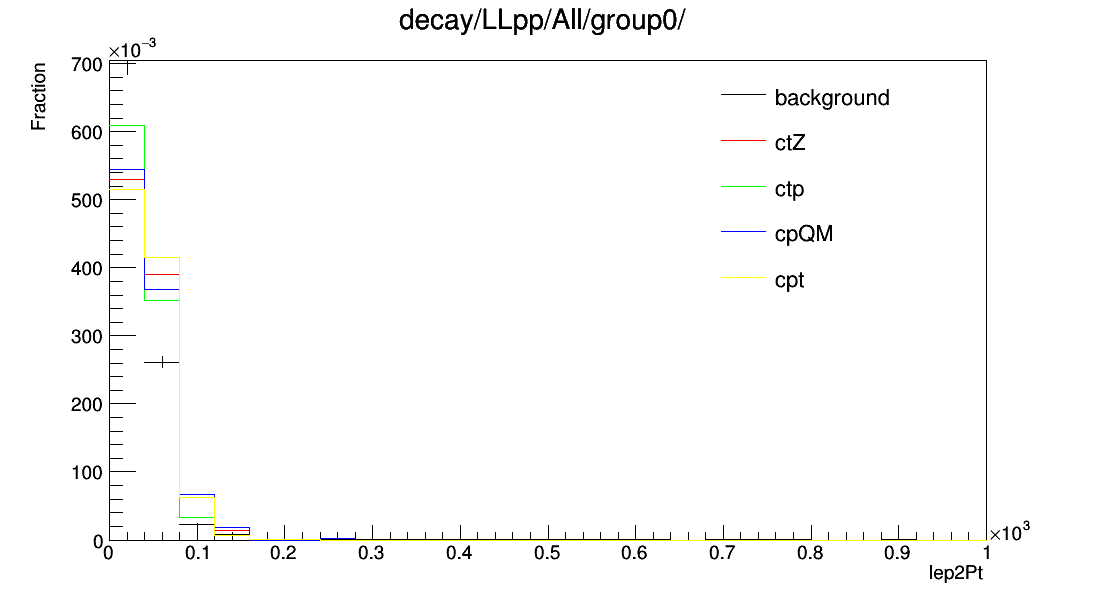 decay/LLpp/All/group0/
×10⁻³
Fraction
700
600
500
400
300
200
100
0
background
ctZ
ctp
cpQM
cpt
0 0.1 0.2 0.3 0.4 0.5 0.6 0.7 0.8 0.9 1
×10³
lep2Pt